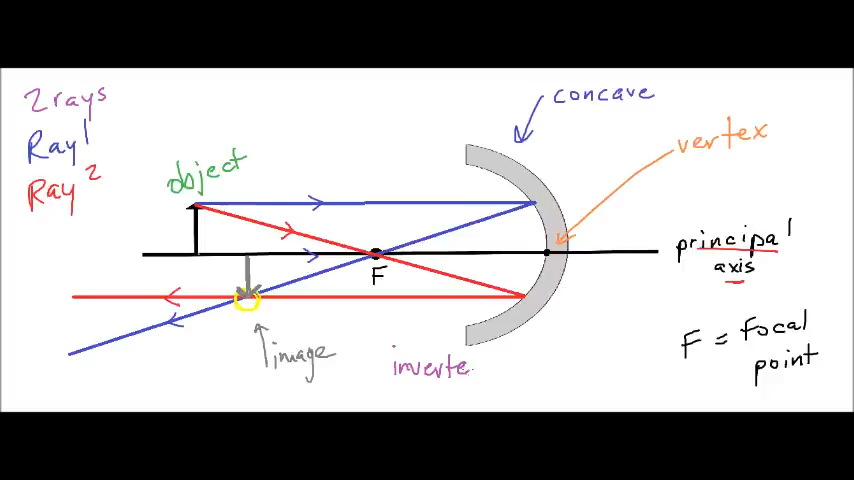 2 rays
Ray 1
Ray 2
object
concave
vertex
principal
axis
F
F = focal
point
image
inverte